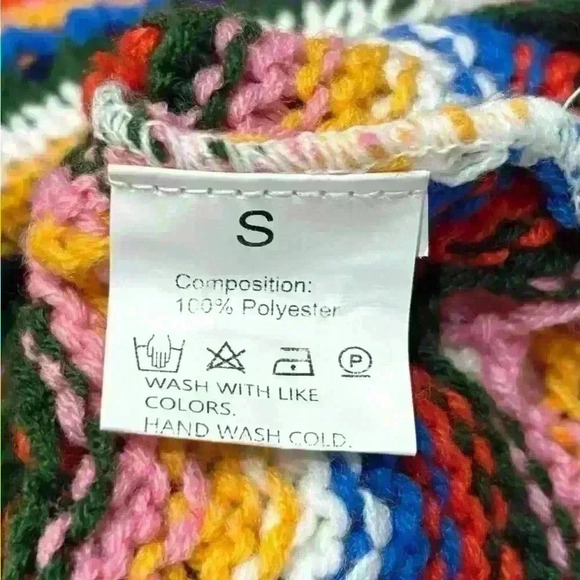 S
Composition:
100% Polyester
P
WASH WITH LIKE
COLORS.
HAND WASH COLD.